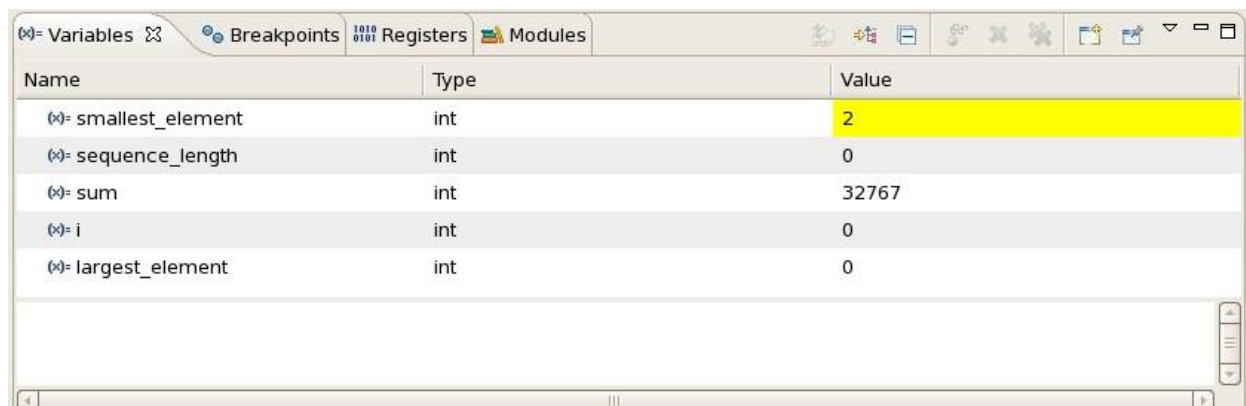 (x)= Variables Breakpoints 1010 0101 Registers Modules
Name Type Value
(x)= smallest_element int 2
(x)= sequence_length int 0
(x)= sum int 32767
(x)= i int 0
(x)= largest_element int 0